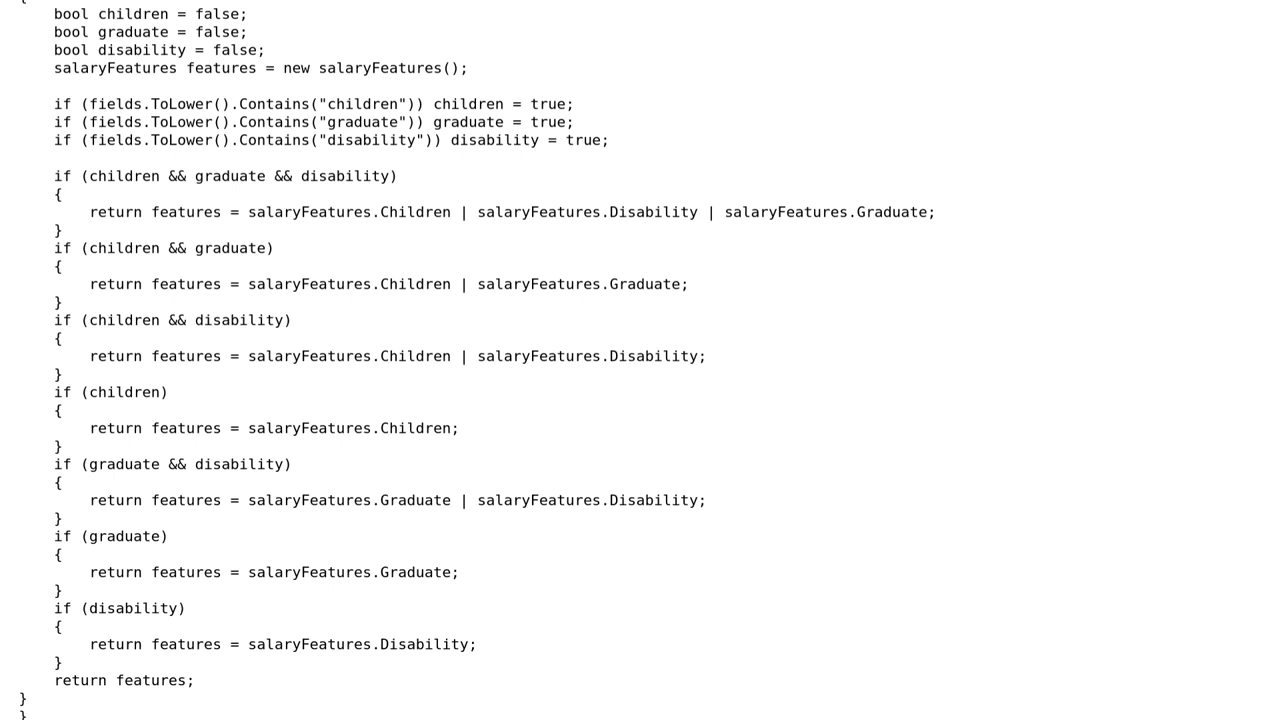 {
bool children = false;
bool graduate = false;
bool disability = false;
salaryFeatures features = new salaryFeatures();
if (fields.ToLower().Contains("children")) children = true;
if (fields.ToLower().Contains("graduate")) graduate = true;
if (fields.ToLower().Contains("disability")) disability = true;
if (children && graduate && disability)
{
return features = salaryFeatures.Children | salaryFeatures.Disability | salaryFeatures.Graduate;
}
if (children && graduate)
{
return features = salaryFeatures.Children | salaryFeatures.Graduate;
}
if (children && disability)
{
return features = salaryFeatures.Children | salaryFeatures.Disability;
}
if (children)
{
return features = salaryFeatures.Children;
}
if (graduate && disability)
{
return features = salaryFeatures.Graduate | salaryFeatures.Disability;
}
if (graduate)
{
return features = salaryFeatures.Graduate;
}
if (disability)
{
return features = salaryFeatures.Disability;
}
return features;
}
}